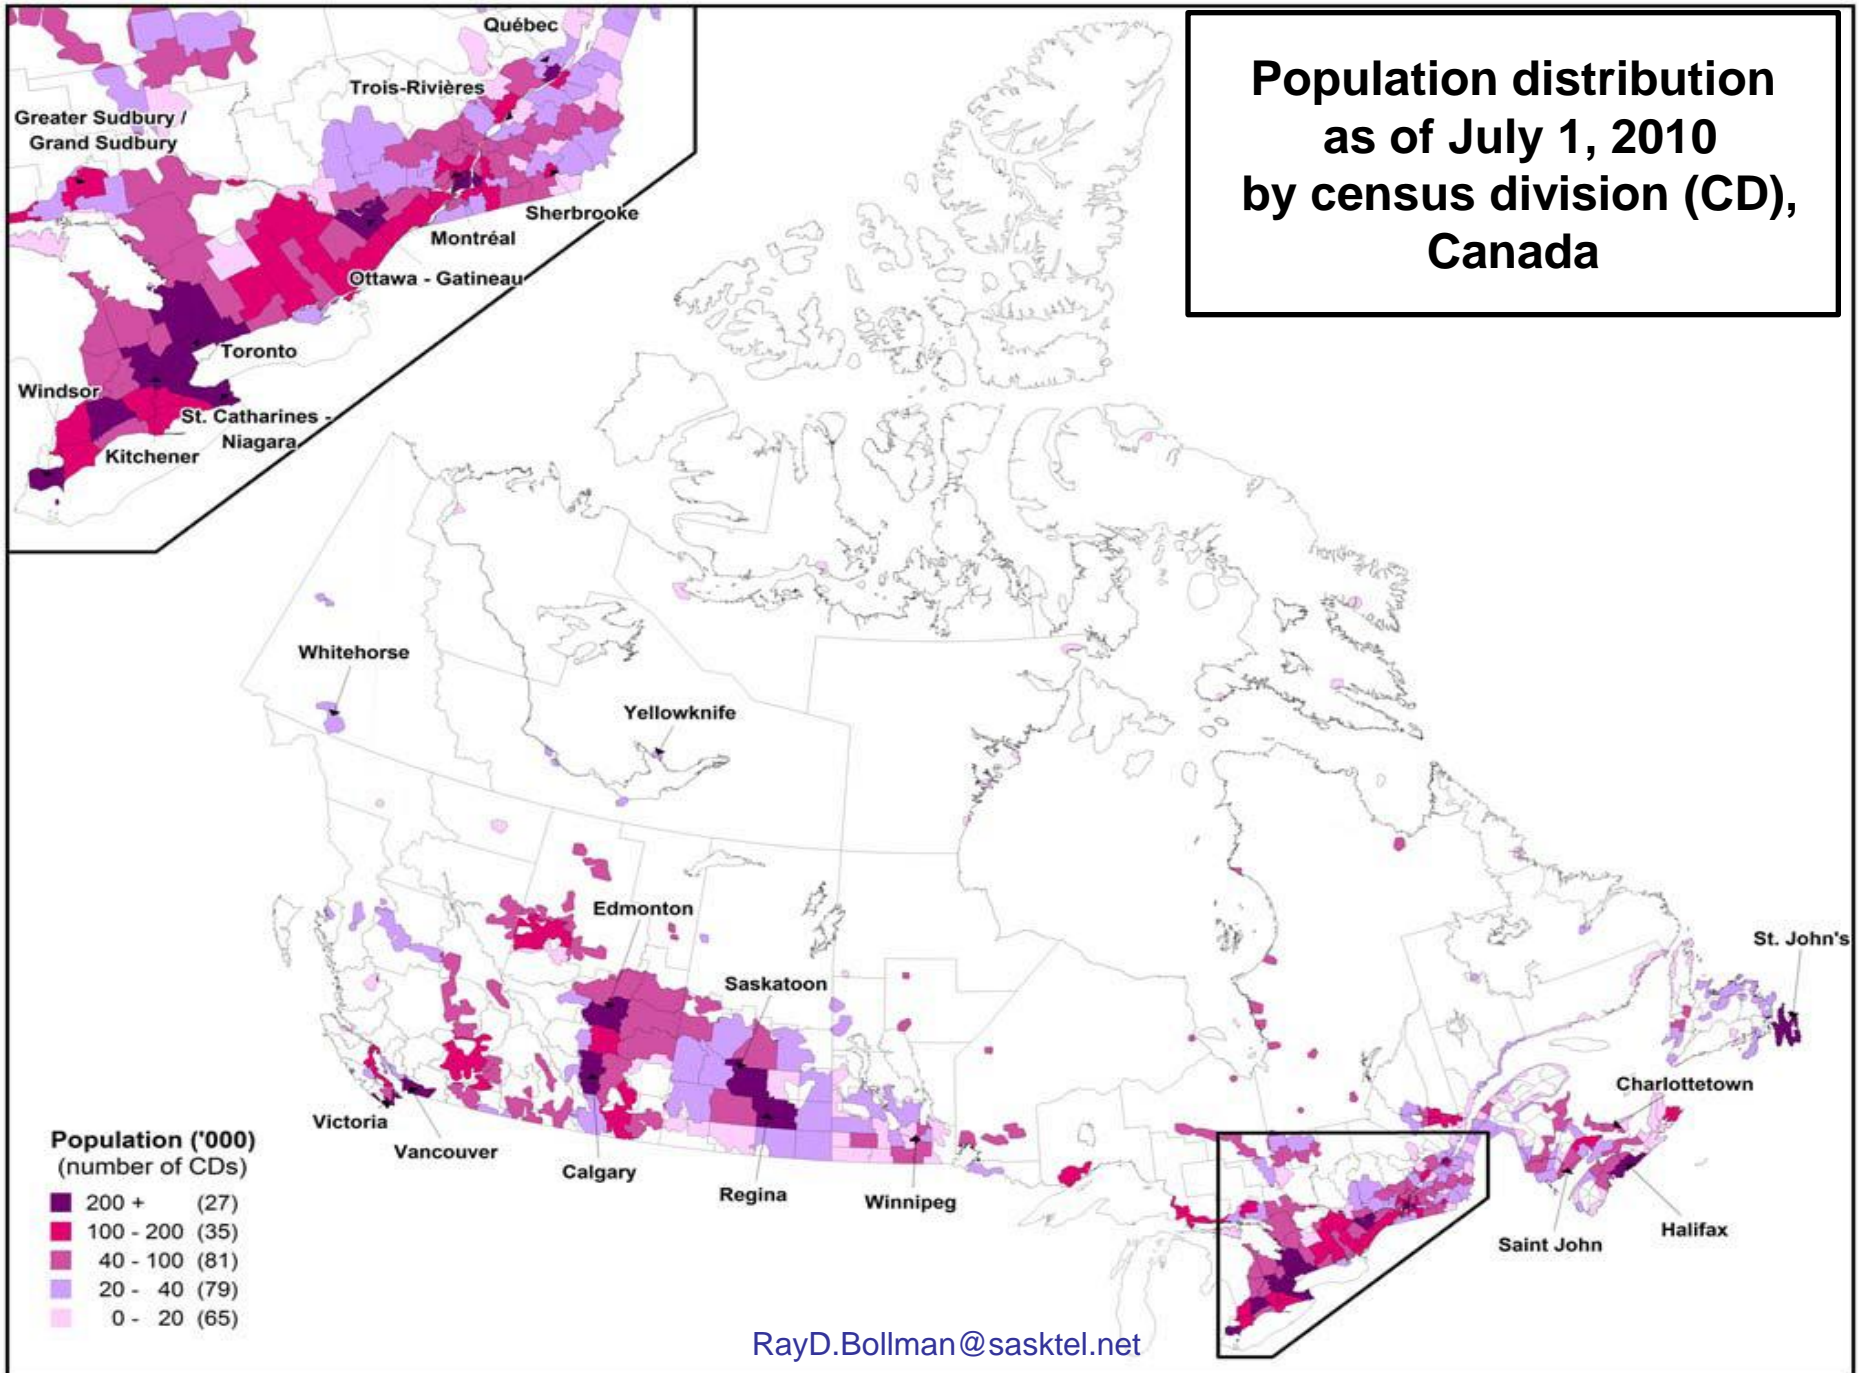 Population distribution
as of July 1, 2010
by census division (CD),
Canada
Québec
Trois-Rivières
Greater Sudbury /
Grand Sudbury
Sherbrooke
Montréal
Ottawa - Gatineau
Toronto
Windsor
St. Catharines -
Niagara
Kitchener
Whitehorse
Yellowknife
Edmonton
Saskatoon
St. John's
Charlottetown
Victoria
Vancouver
Calgary
Regina
Winnipeg
Saint John
Halifax
Population ('000)
(number of CDs)
200 + (27)
100 - 200 (35)
40 - 100 (81)
20 - 40 (79)
0 - 20 (65)
RayD.Bollman@sasktel.net